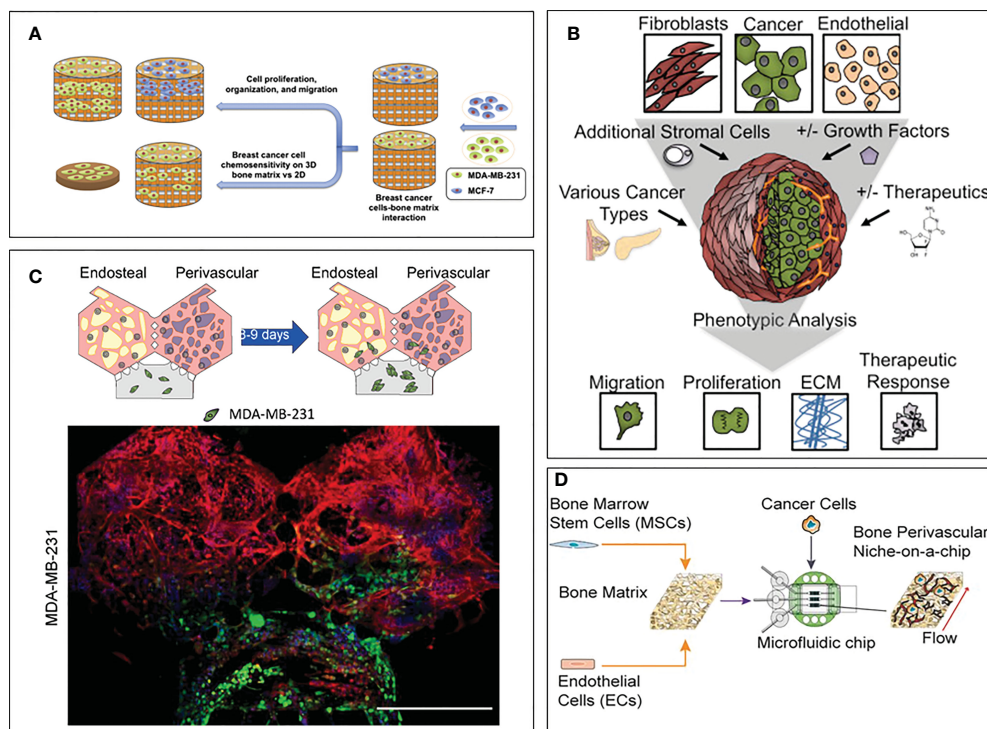 A
Cell proliferation,
organization, and migration
Breast cancer cell
chemosensitivity on 3D
bone matrix vs 2D
Breast cancer
cells-bone matrix
interaction
MDA-MB-231
MCF-7
B
Fibroblasts Cancer Endothelial
Additional Stromal Cells
+/- Growth Factors
Various Cancer
Types
+/- Therapeutics
NH₂
N
N
O
HO
O
OH F
Phenotypic Analysis
Migration
Proliferation
ECM
Therapeutic
Response
C
Endosteal Perivascular
8-9 days
Endosteal Perivascular
MDA-MB-231
MDA-MB-231
D
Bone Marrow
Stem Cells (MSCs)
Bone Matrix
Endothelial
Cells (ECs)
Cancer Cells
Microfluidic chip
Bone Perivascular
Niche-on-a-chip
Flow